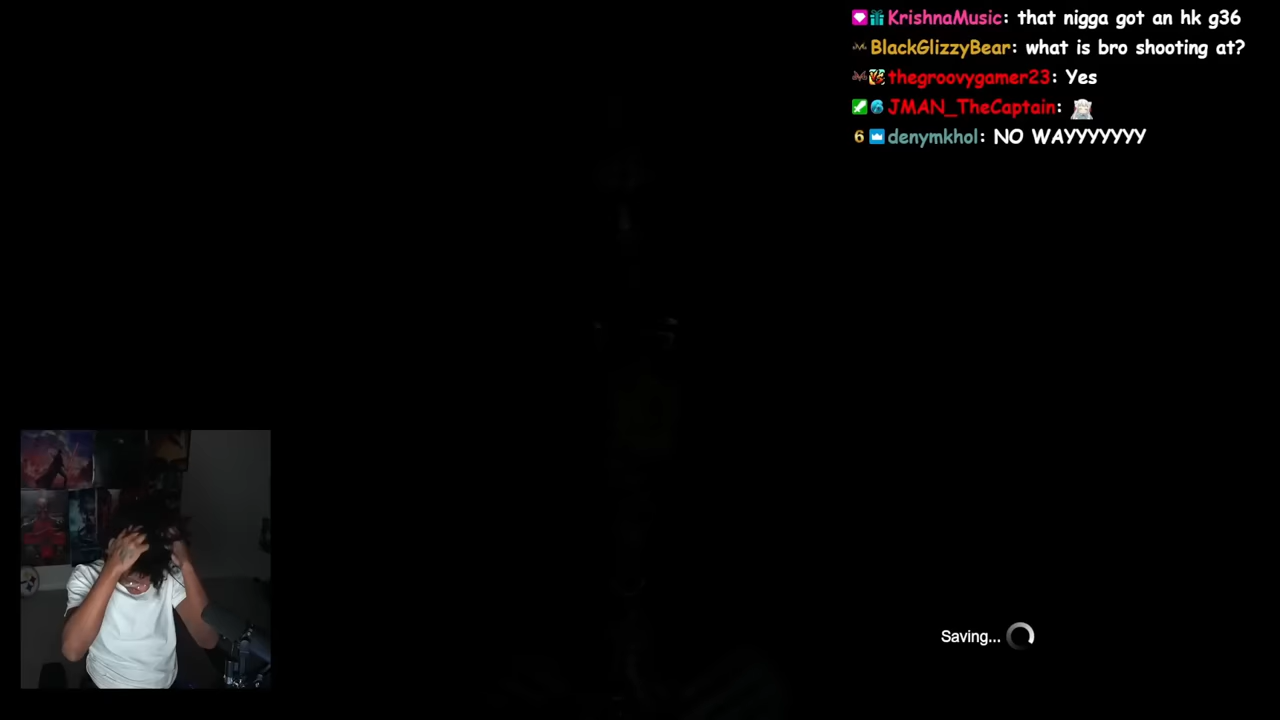 KrishnaMusic: that nigga got an hk g36
BlackGlizzyBear: what is bro shooting at?
thegroovygamer23: Yes
JMAN_TheCaptain:
6 denymkhol: NO WAYYYYYYY
Saving...